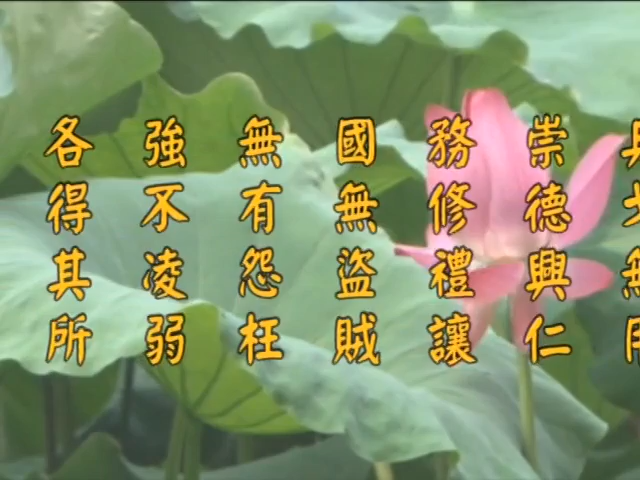 崇德興仁
務修禮讓
國無盜賊
無有怨枉
強不凌弱
各得其所